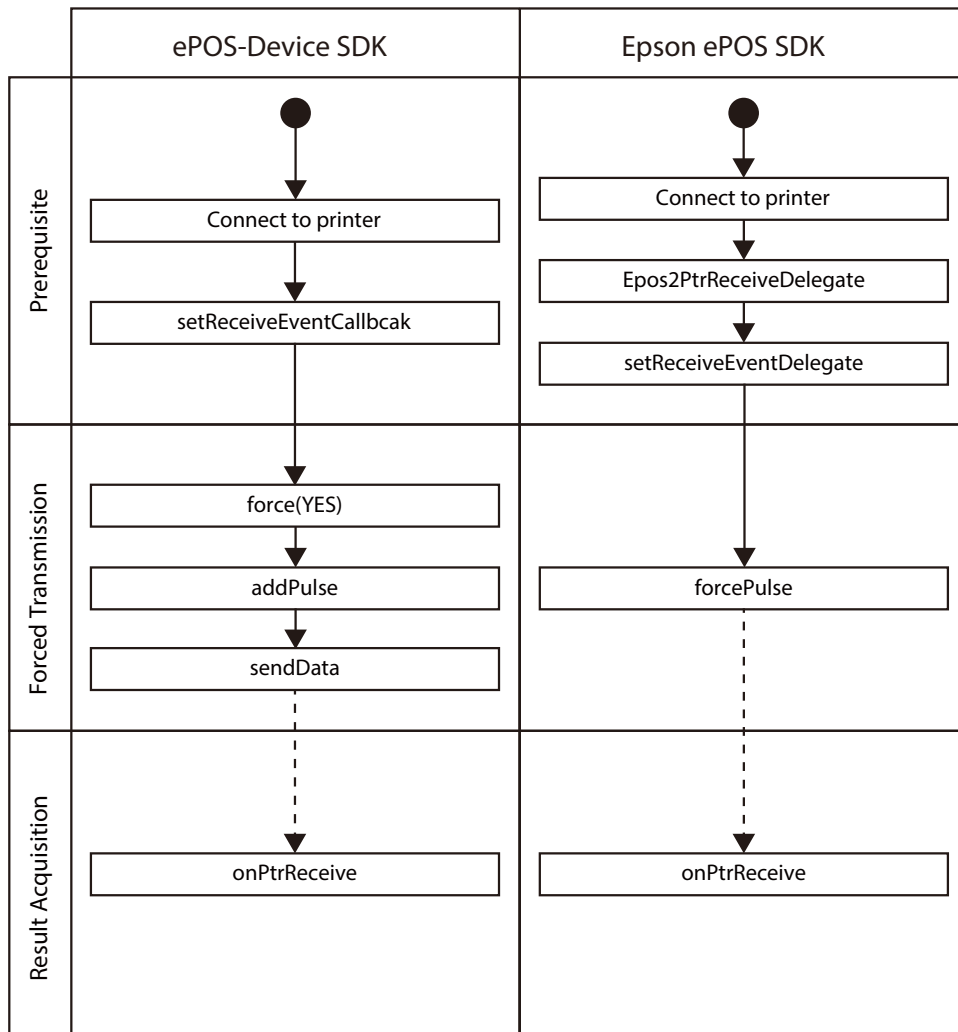 ePOS-Device SDK
Epson ePOS SDK
Prerequisite
Connect to printer
setReceiveEventCallbcak
Connect to printer
Epos2PtrReceiveDelegate
setReceiveEventDelegate
Forced Transmission
force(YES)
addPulse
sendData
forcePulse
Result Acquisition
onPtrReceive
onPtrReceive